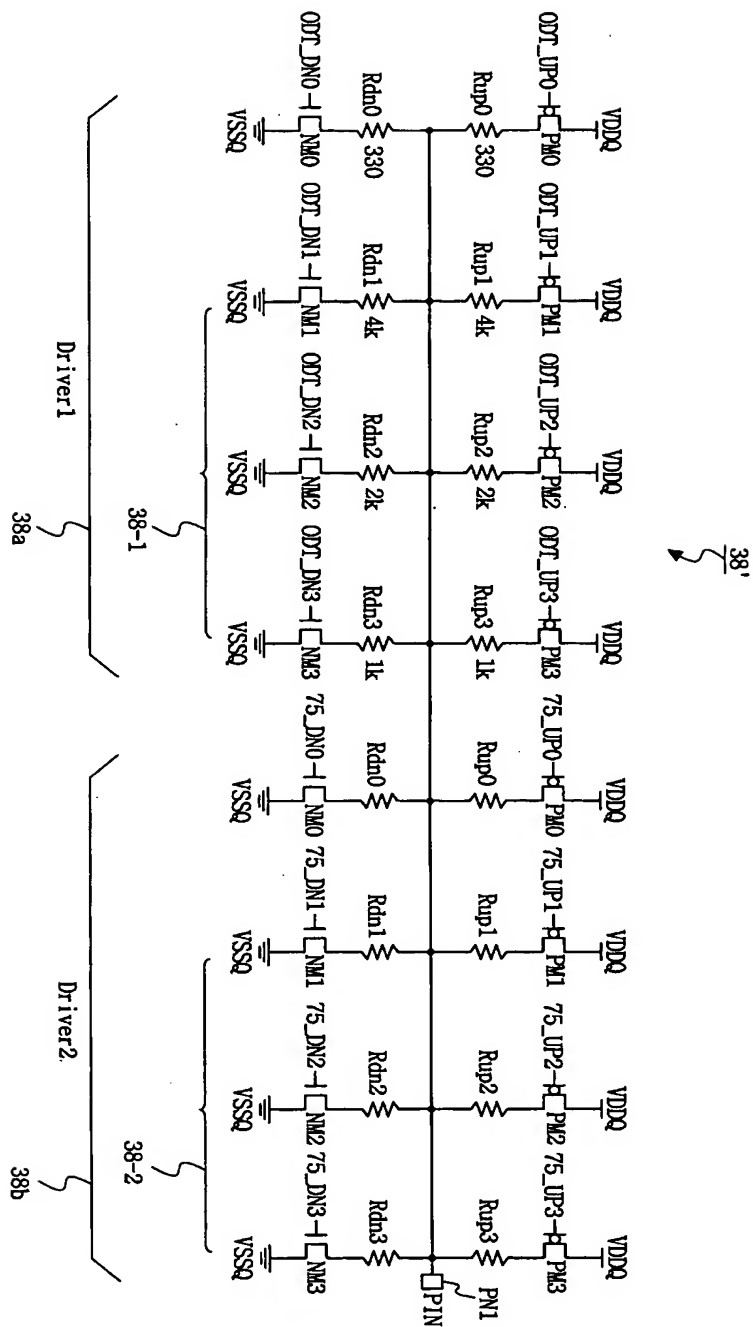 38'
VDDQ VDDQ VDDQ VDDQ VDDQ VDDQ VDDQ VDDQ
ODT_UP0 ODT_UP1 ODT_UP2 ODT_UP3 75_UP0 75_UP1 75_UP2 75_UP3
PM0 PM1 PM2 PM3 PM0 PM1 PM2 PM3
Rup0 Rup1 Rup2 Rup3 Rup0 Rup1 Rup2 Rup3
330 4k 2k 1k
PN1
PIN
Rdn0 Rdn1 Rdn2 Rdn3 Rdn0 Rdn1 Rdn2 Rdn3
330 4k 2k 1k
ODT_DN0 ODT_DN1 ODT_DN2 ODT_DN3 75_DN0 75_DN1 75_DN2 75_DN3
NM0 NM1 NM2 NM3 NM0 NM1 NM2 NM3
VSSQ VSSQ VSSQ VSSQ VSSQ VSSQ VSSQ VSSQ
38-1 38-2
Driver1 Driver2
38a 38b